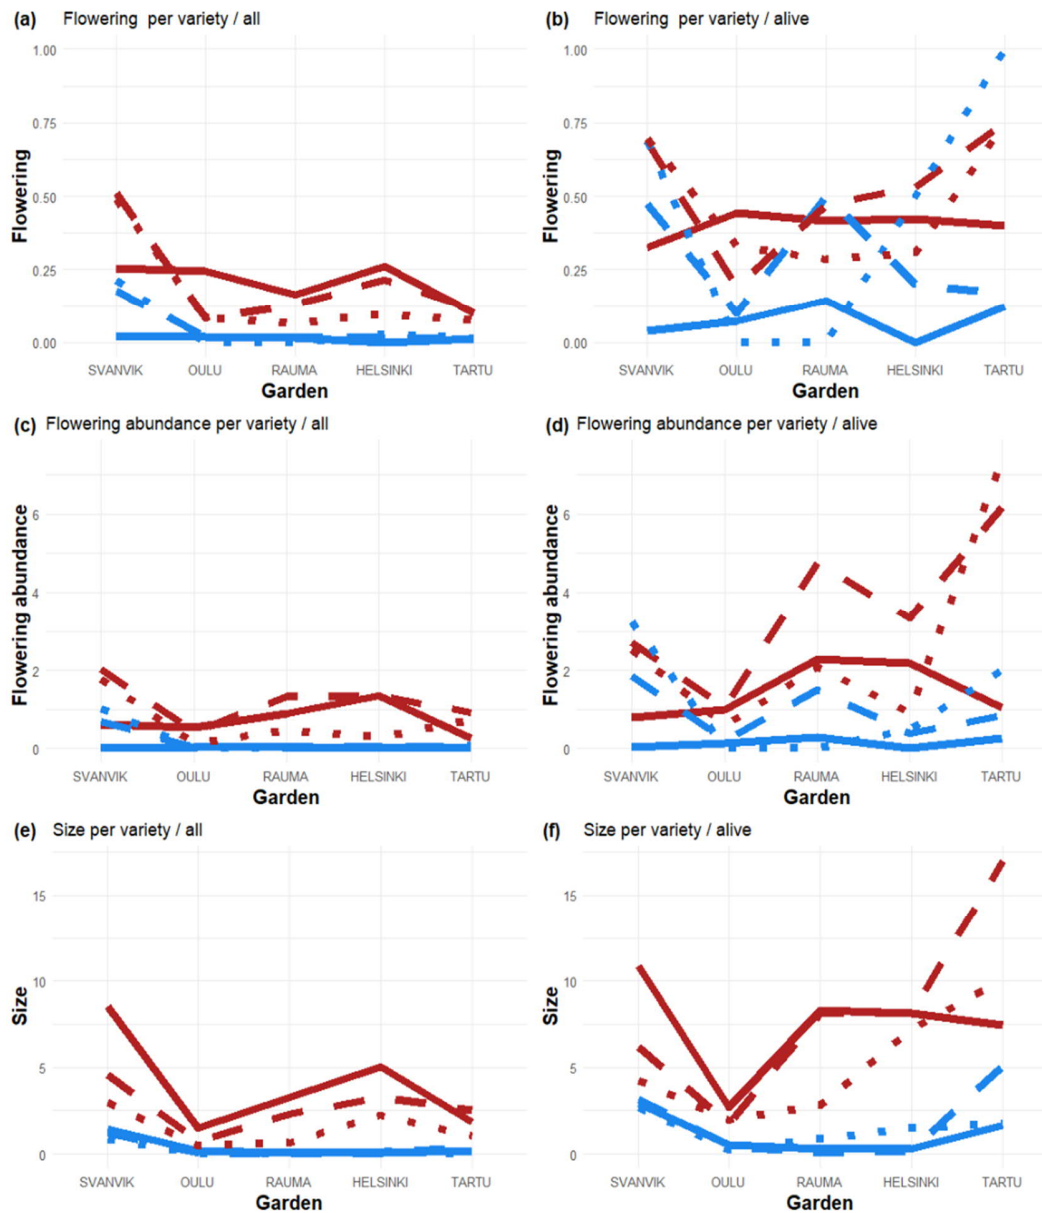 (a) Flowering  per variety / all
1.00
0.75
0.50
0.25
0.00
Flowering
SVANVIK OULU RAUMA HELSINKI TARTU
Garden
(b) Flowering  per variety / alive
1.00
0.75
0.50
0.25
0.00
Flowering
SVANVIK OULU RAUMA HELSINKI TARTU
Garden
(c) Flowering abundance per variety / all
6
4
2
0
Flowering abundance
SVANVIK OULU RAUMA HELSINKI TARTU
Garden
(d) Flowering abundance per variety / alive
6
4
2
0
Flowering abundance
SVANVIK OULU RAUMA HELSINKI TARTU
Garden
(e) Size per variety / all
15
10
5
0
Size
SVANVIK OULU RAUMA HELSINKI TARTU
Garden
(f) Size per variety / alive
15
10
5
0
Size
SVANVIK OULU RAUMA HELSINKI TARTU
Garden